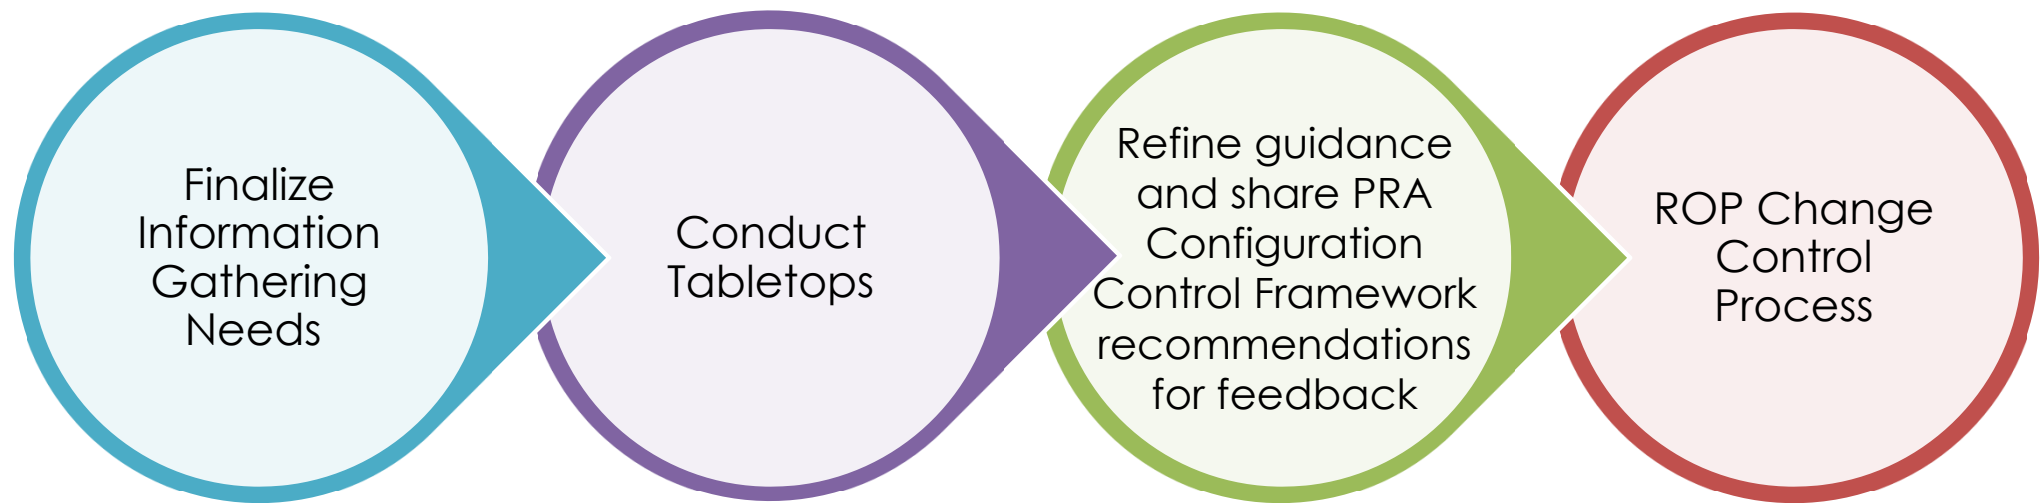 Finalize
Information
Gathering
Needs
Conduct
Tabletops
Refine guidance
and share PRA
Configuration
Control Framework
recommendations
for feedback
ROP Change
Control
Process